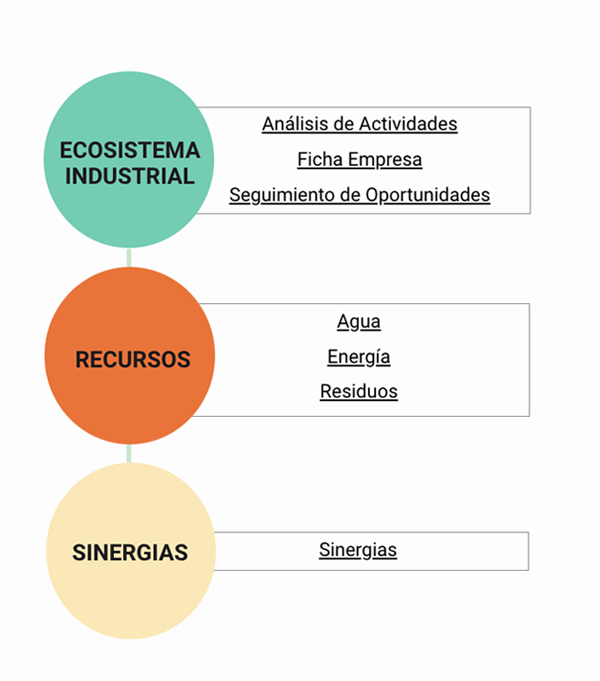 ECOSISTEMA
INDUSTRIAL
Análisis de Actividades
Ficha Empresa
Seguimiento de Oportunidades
RECURSOS
Agua
Energía
Residuos
SINERGIAS
Sinergias